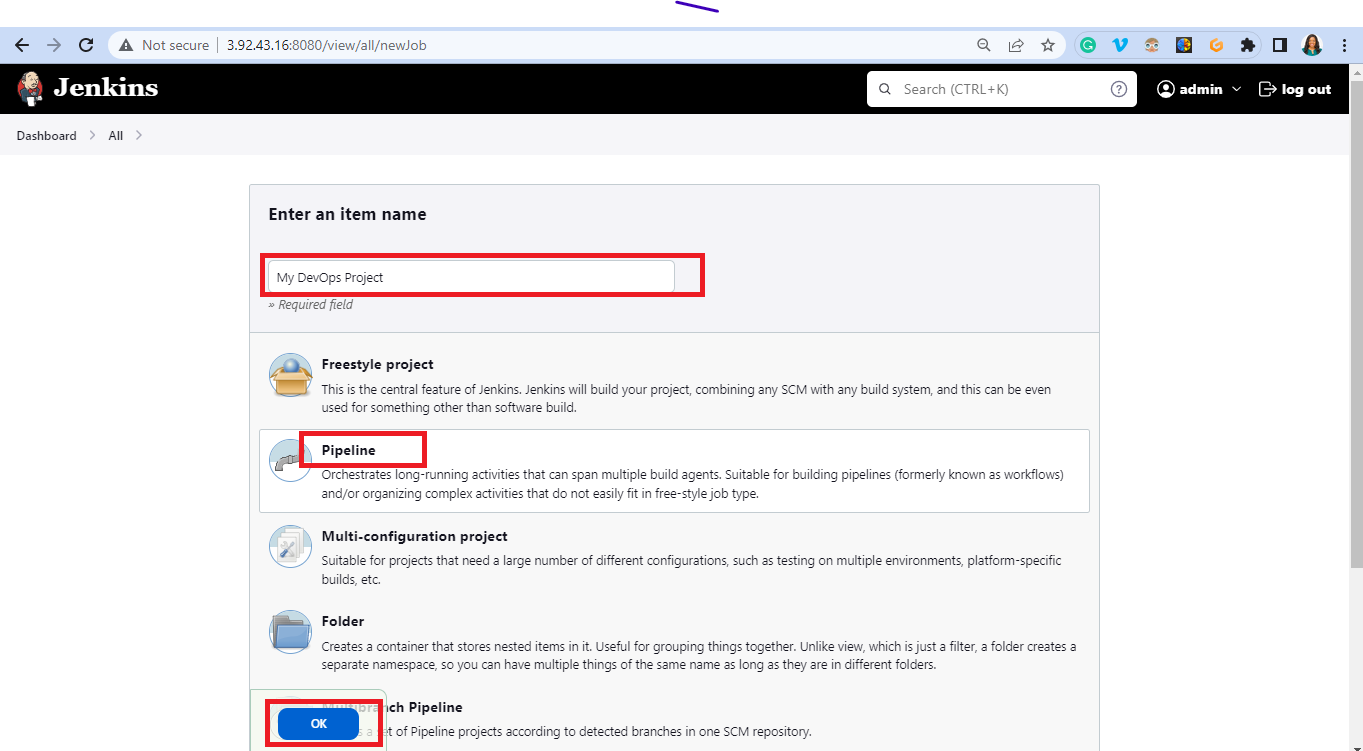 Not secure 3.92.43.16:8080/view/all/newJob
Jenkins Search (CTRL+K) admin log out
Dashboard All
Enter an item name
My DevOps Project
» Required field
Freestyle project
This is the central feature of Jenkins. Jenkins will build your project, combining any SCM with any build system, and this can be even
used for something other than software build.
Pipeline
Orchestrates long-running activities that can span multiple build agents. Suitable for building pipelines (formerly known as workflows)
and/or organizing complex activities that do not easily fit in free-style job type.
Multi-configuration project
Suitable for projects that need a large number of different configurations, such as testing on multiple environments, platform-specific
builds, etc.
Folder
Creates a container that stores nested items in it. Useful for grouping things together. Unlike view, which is just a filter, a folder creates a
separate namespace, so you can have multiple things of the same name as long as they are in different folders.
Multibranch Pipeline
OK
set of Pipeline projects according to detected branches in one SCM repository.